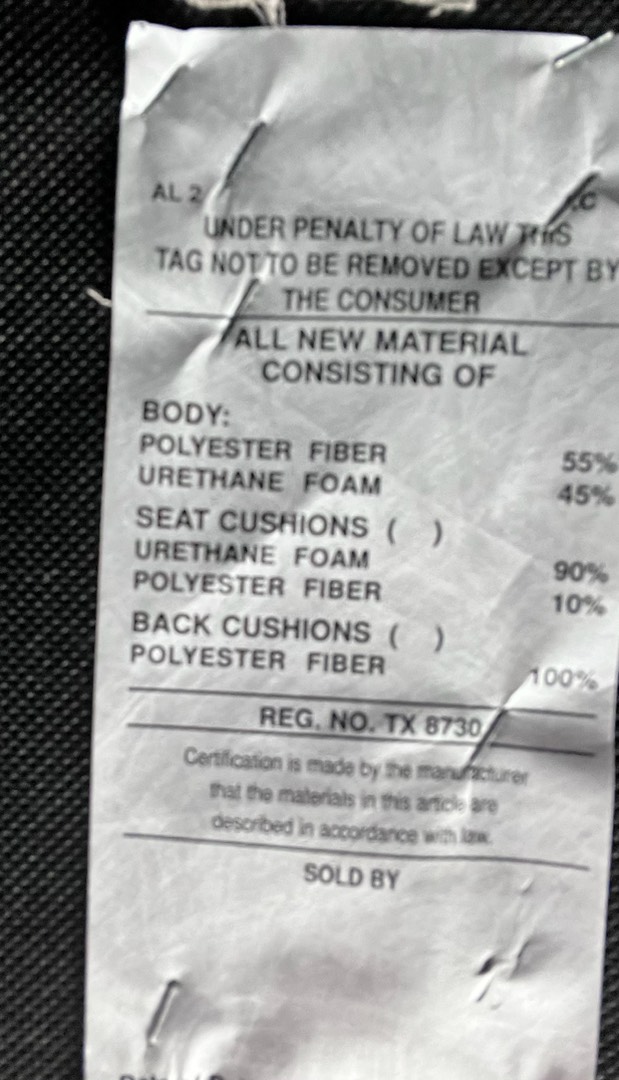 AL 2
UNDER PENALTY OF LAW THIS
TAG NOT TO BE REMOVED EXCEPT BY
THE CONSUMER
ALL NEW MATERIAL
CONSISTING OF
BODY:
POLYESTER FIBER 55%
URETHANE FOAM 45%
SEAT CUSHIONS ( )
URETHANE FOAM 90%
POLYESTER FIBER 10%
BACK CUSHIONS ( )
POLYESTER FIBER 100%
REG. NO. TX 8730
Certification is made by the manufacturer
that the materials in this article are
described in accordance with law.
SOLD BY